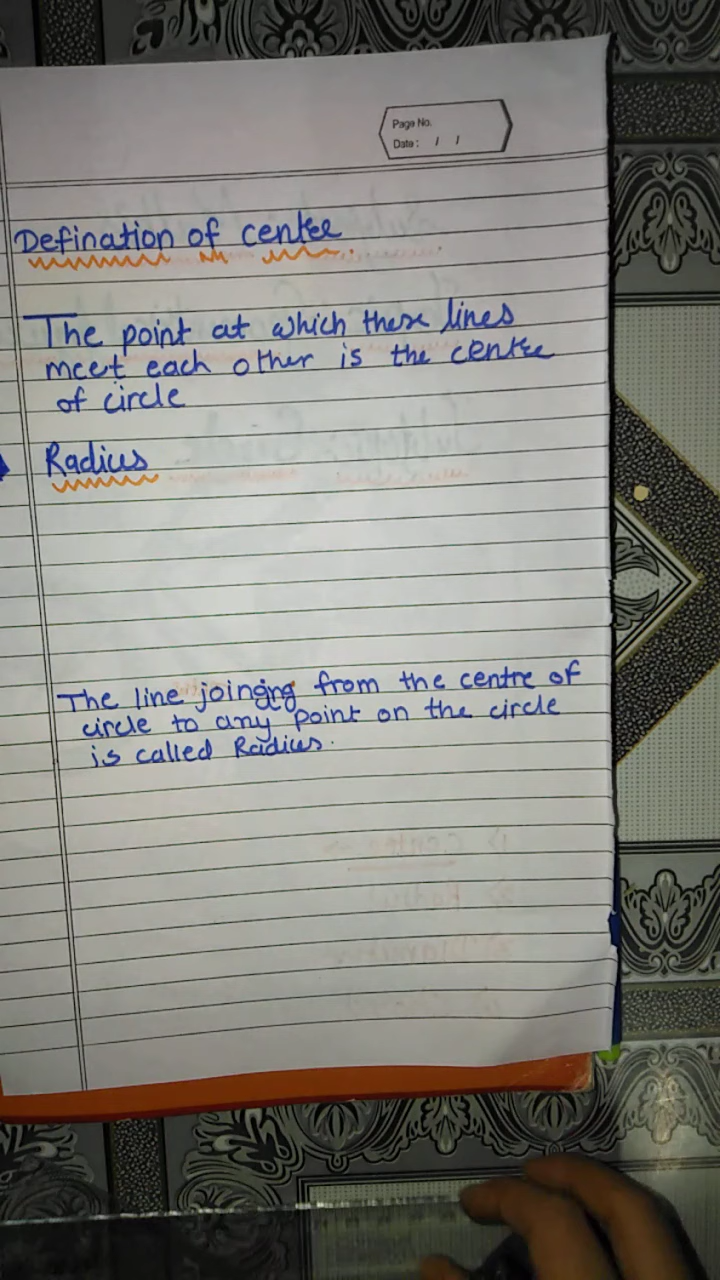 Page No.
Date: / /
Defination of centre.
The point at which these lines
meet each other is the centre
of circle
Radius
The line joinging from the centre of
circle to any point on the circle
is called Radius.